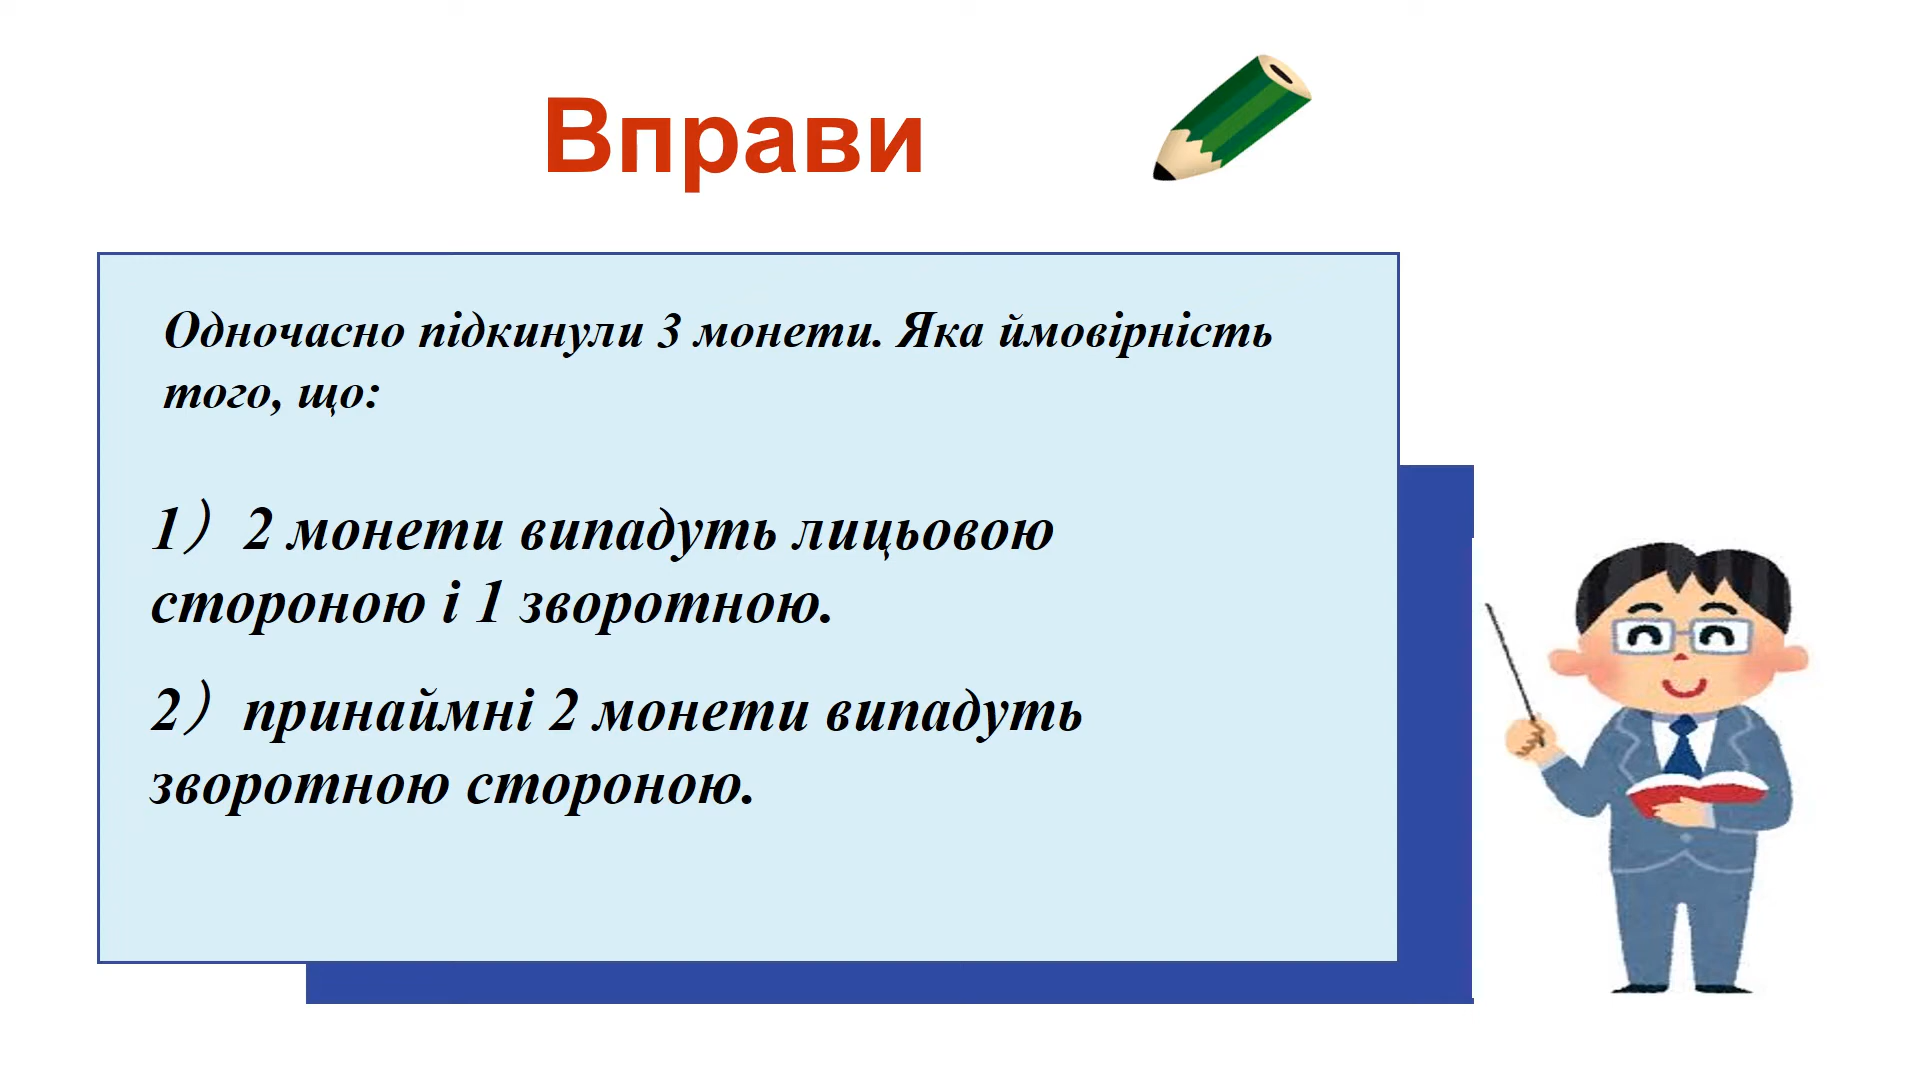 Вправи
Одночасно підкинули 3 монети. Яка ймовірність
того, що:
1）2 монети випадуть лицьовою
стороною і 1 зворотною.
2）принаймні 2 монети випадуть
зворотною стороною.